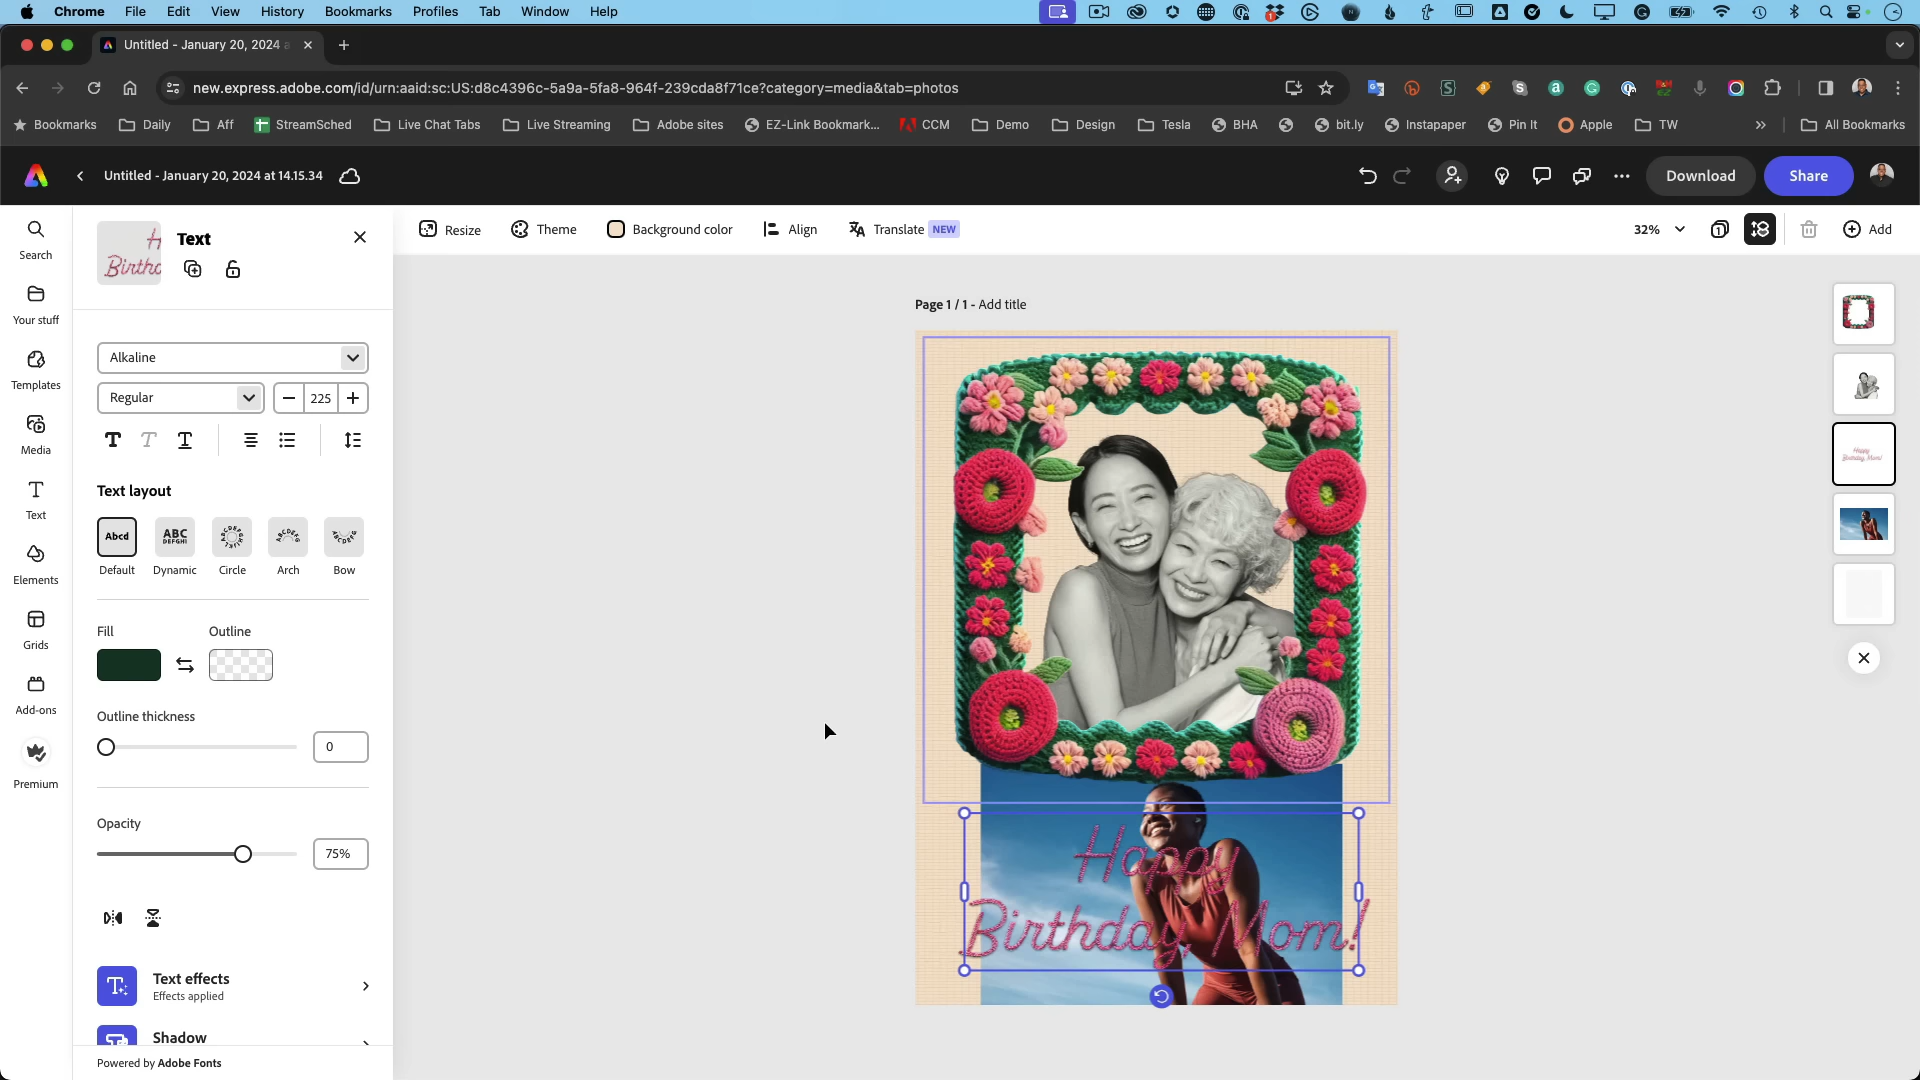 Chrome File Edit View History Bookmarks Profiles Tab Window Help
Untitled - January 20, 2024 a
new.express.adobe.com/id/urn:aaid:sc:US:d8c4396c-5a9a-5fa8-964f-239cda8f71ce?category=media&tab=photos
Bookmarks Daily Aff StreamSched Live Chat Tabs Live Streaming Adobe sites EZ-Link Bookmark... CCM Demo Design Tesla BHA bit.ly Instapaper Pin It Apple TW » All Bookmarks
Untitled - January 20, 2024 at 14.15.34 Download Share
Search
Your stuff
Templates
Media
Text
Elements
Grids
Add-ons
Premium
Text
Alkaline
Regular 225
Text layout
Abcd ABC DEFGHI
Default Dynamic Circle Arch Bow
Fill Outline
Outline thickness
0
Opacity
75%
Text effects
Effects applied
Shadow
Powered by Adobe Fonts
Resize Theme Background color Align Translate NEW 32% 1 Add
Page 1 / 1 - Add title
Happy
Birthday, Mom!
Happy
Birthday, Mom!